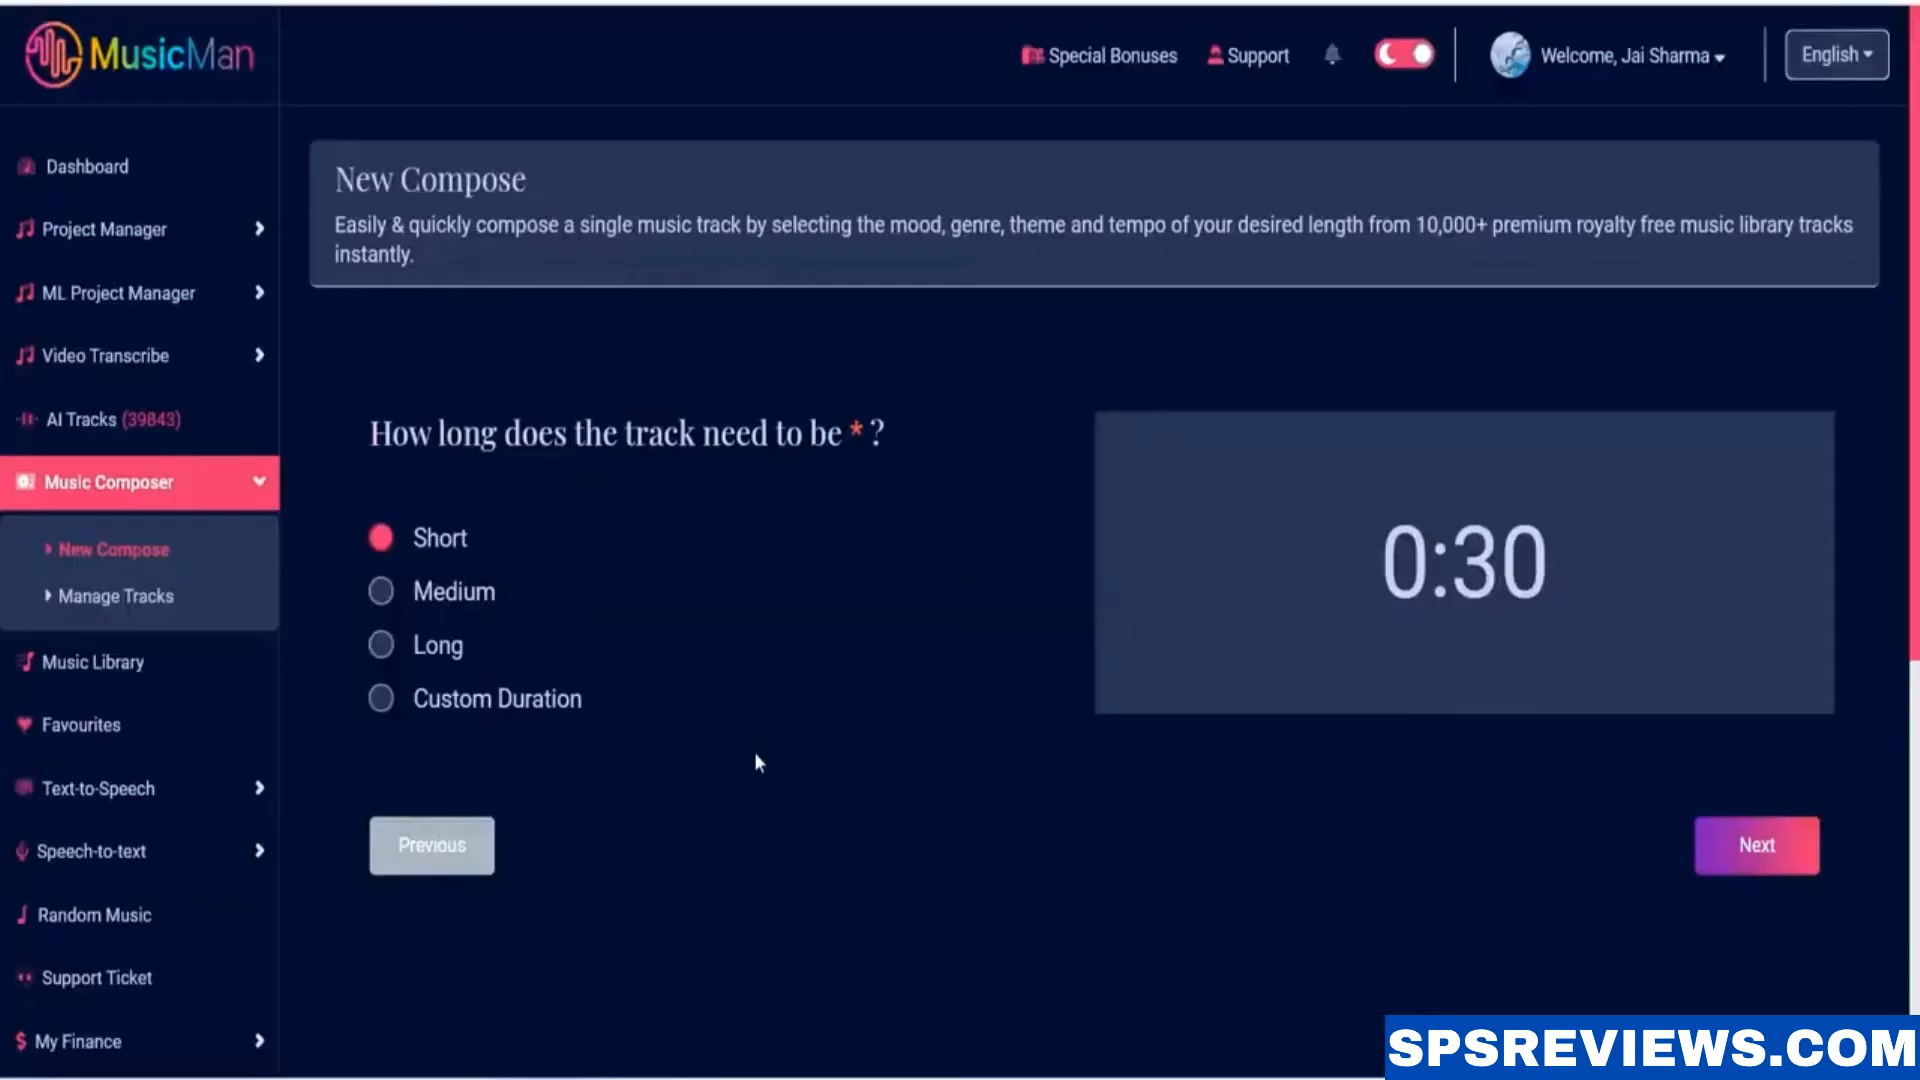 MusicMan
Special Bonuses
Support
Welcome, Jai Sharma
English
Dashboard
Project Manager
ML Project Manager
Video Transcribe
AI Tracks (39843)
Music Composer
New Compose
Manage Tracks
Music Library
Favourites
Text-to-Speech
Speech-to-text
Random Music
Support Ticket
$ My Finance
New Compose
Easily & quickly compose a single music track by selecting the mood, genre, theme and tempo of your desired length from 10,000+ premium royalty free music library tracks
instantly.
How long does the track need to be * ?
Short
Medium
Long
Custom Duration
0:30
Previous
Next
SPSREVIEWS.COM